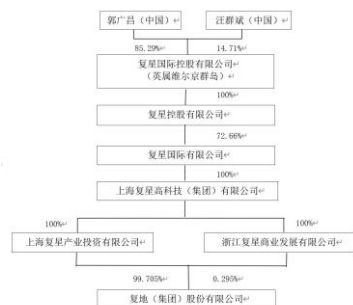 郭广昌（中国） 汪群斌（中国）
85.29% 14.71%
复星国际控股有限公司
（英属维尔京群岛）
100%
复星控股有限公司
72.66%
复星国际有限公司
100%
上海复星高科技（集团）有限公司
100% 100%
上海复星产业投资有限公司 浙江复星商业发展有限公司
99.705% 0.295%
复地（集团）股份有限公司